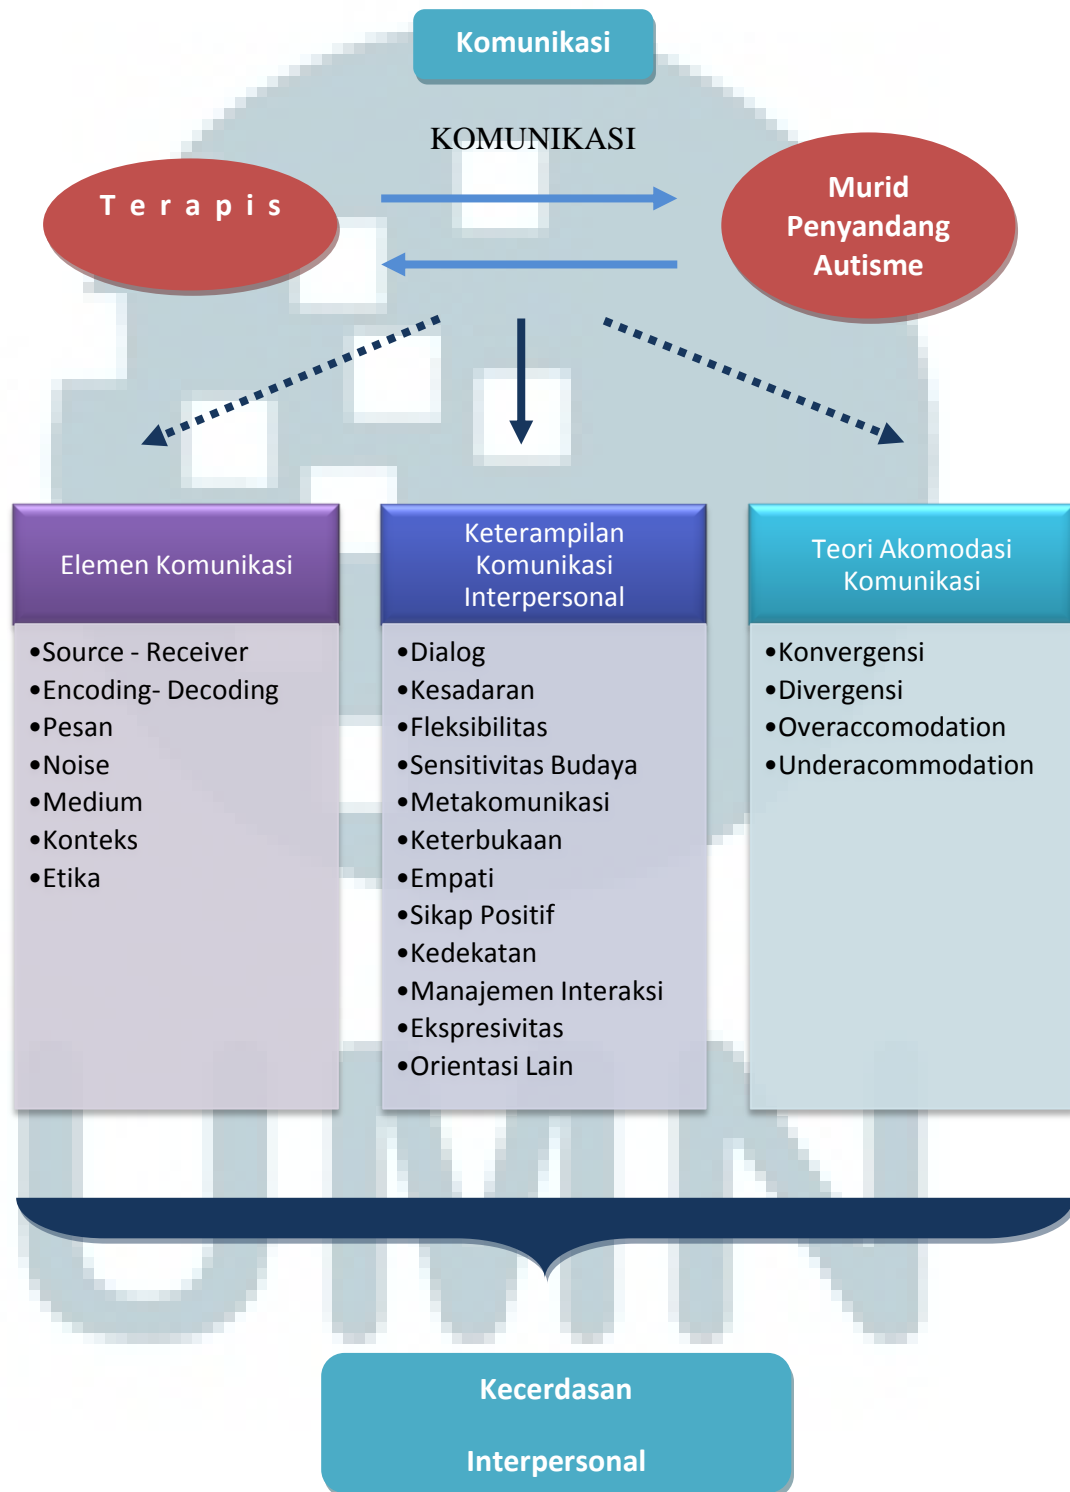 Komunikasi
KOMUNIKASI
Terapis
Murid
Penyandang
Autisme
Elemen Komunikasi
•Source - Receiver
•Encoding- Decoding
•Pesan
•Noise
•Medium
•Konteks
•Etika
Keterampilan
Komunikasi
Interpersonal
•Dialog
•Kesadaran
•Fleksibilitas
•Sensitivitas Budaya
•Metakomunikasi
•Keterbukaan
•Empati
•Sikap Positif
•Kedekatan
•Manajemen Interaksi
•Ekspresivitas
•Orientasi Lain
Teori Akomodasi
Komunikasi
•Konvergensi
•Divergensi
•Overaccomodation
•Underacommodation
UMN
Kecerdasan
Interpersonal